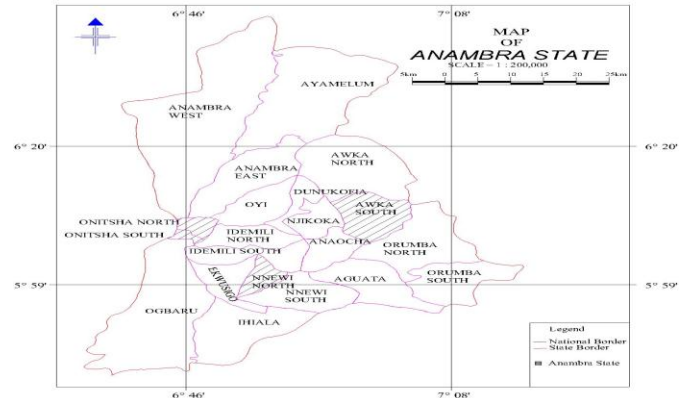 6° 46'
7° 08'
MAP
OF
ANAMBRA STATE
SCALE – 1 : 200,000
5km 0 5 10 15 20 25km
AYAMELUM
ANAMBRA
WEST
6° 20'
6° 20'
AWKA
NORTH
ANAMBRA
EAST
DUNUKOFIA
OYI
AWKA
SOUTH
ONITSHA NORTH
NJIKOKA
ONITSHA SOUTH
IDEMILI
NORTH
ANAOCHA
ORUMBA
NORTH
IDEMILI SOUTH
EKWUSIGO
NNEWI
NORTH
AGUATA
ORUMBA
SOUTH
5° 59'
5° 59'
NNEWI
SOUTH
OGBARU
IHIALA
Legend
National Border
State Border
Anambra State
6° 46'
7° 08'